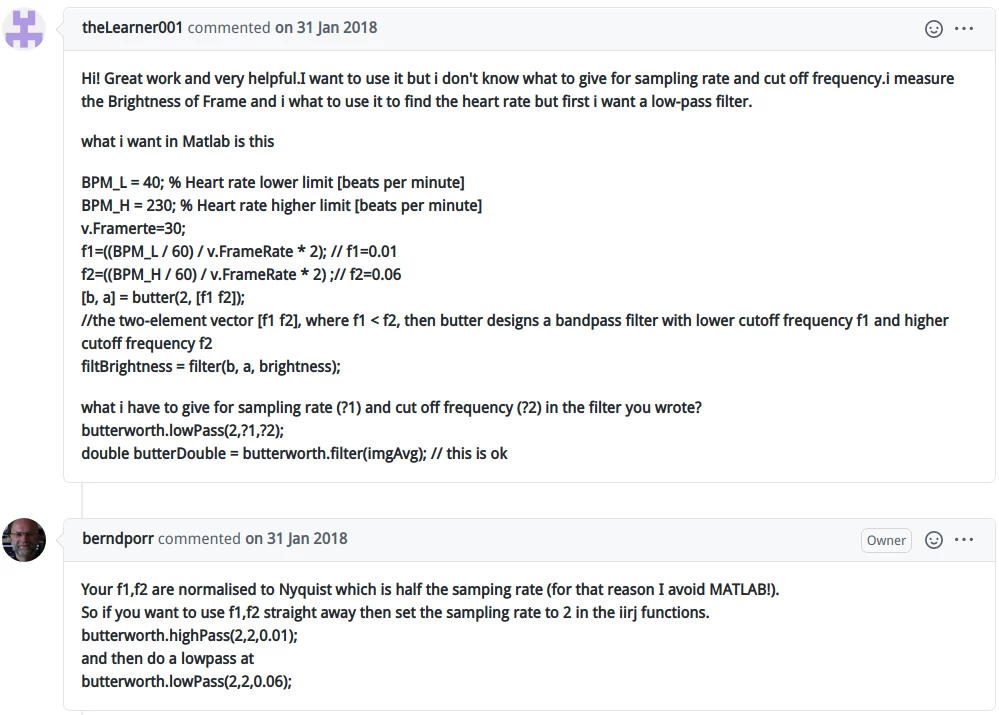 theLearner001 commented on 31 Jan 2018
Hi! Great work and very helpful.I want to use it but i don't know what to give for sampling rate and cut off frequency.i measure
the Brightness of Frame and i what to use it to find the heart rate but first i want a low-pass filter.
what i want in Matlab is this
BPM_L = 40; % Heart rate lower limit [beats per minute]
BPM_H = 230; % Heart rate higher limit [beats per minute]
v.Framerte=30;
f1=((BPM_L / 60) / v.FrameRate * 2); // f1=0.01
f2=((BPM_H / 60) / v.FrameRate * 2) ;// f2=0.06
[b, a] = butter(2, [f1 f2]);
//the two-element vector [f1 f2], where f1 < f2, then butter designs a bandpass filter with lower cutoff frequency f1 and higher
cutoff frequency f2
filtBrightness = filter(b, a, brightness);
what i have to give for sampling rate (?1) and cut off frequency (?2) in the filter you wrote?
butterworth.lowPass(2,?1,?2);
double butterDouble = butterworth.filter(imgAvg); // this is ok
berndporr commented on 31 Jan 2018
Owner
Your f1,f2 are normalised to Nyquist which is half the samping rate (for that reason I avoid MATLAB!).
So if you want to use f1,f2 straight away then set the sampling rate to 2 in the iirj functions.
butterworth.highPass(2,2,0.01);
and then do a lowpass at
butterworth.lowPass(2,2,0.06);